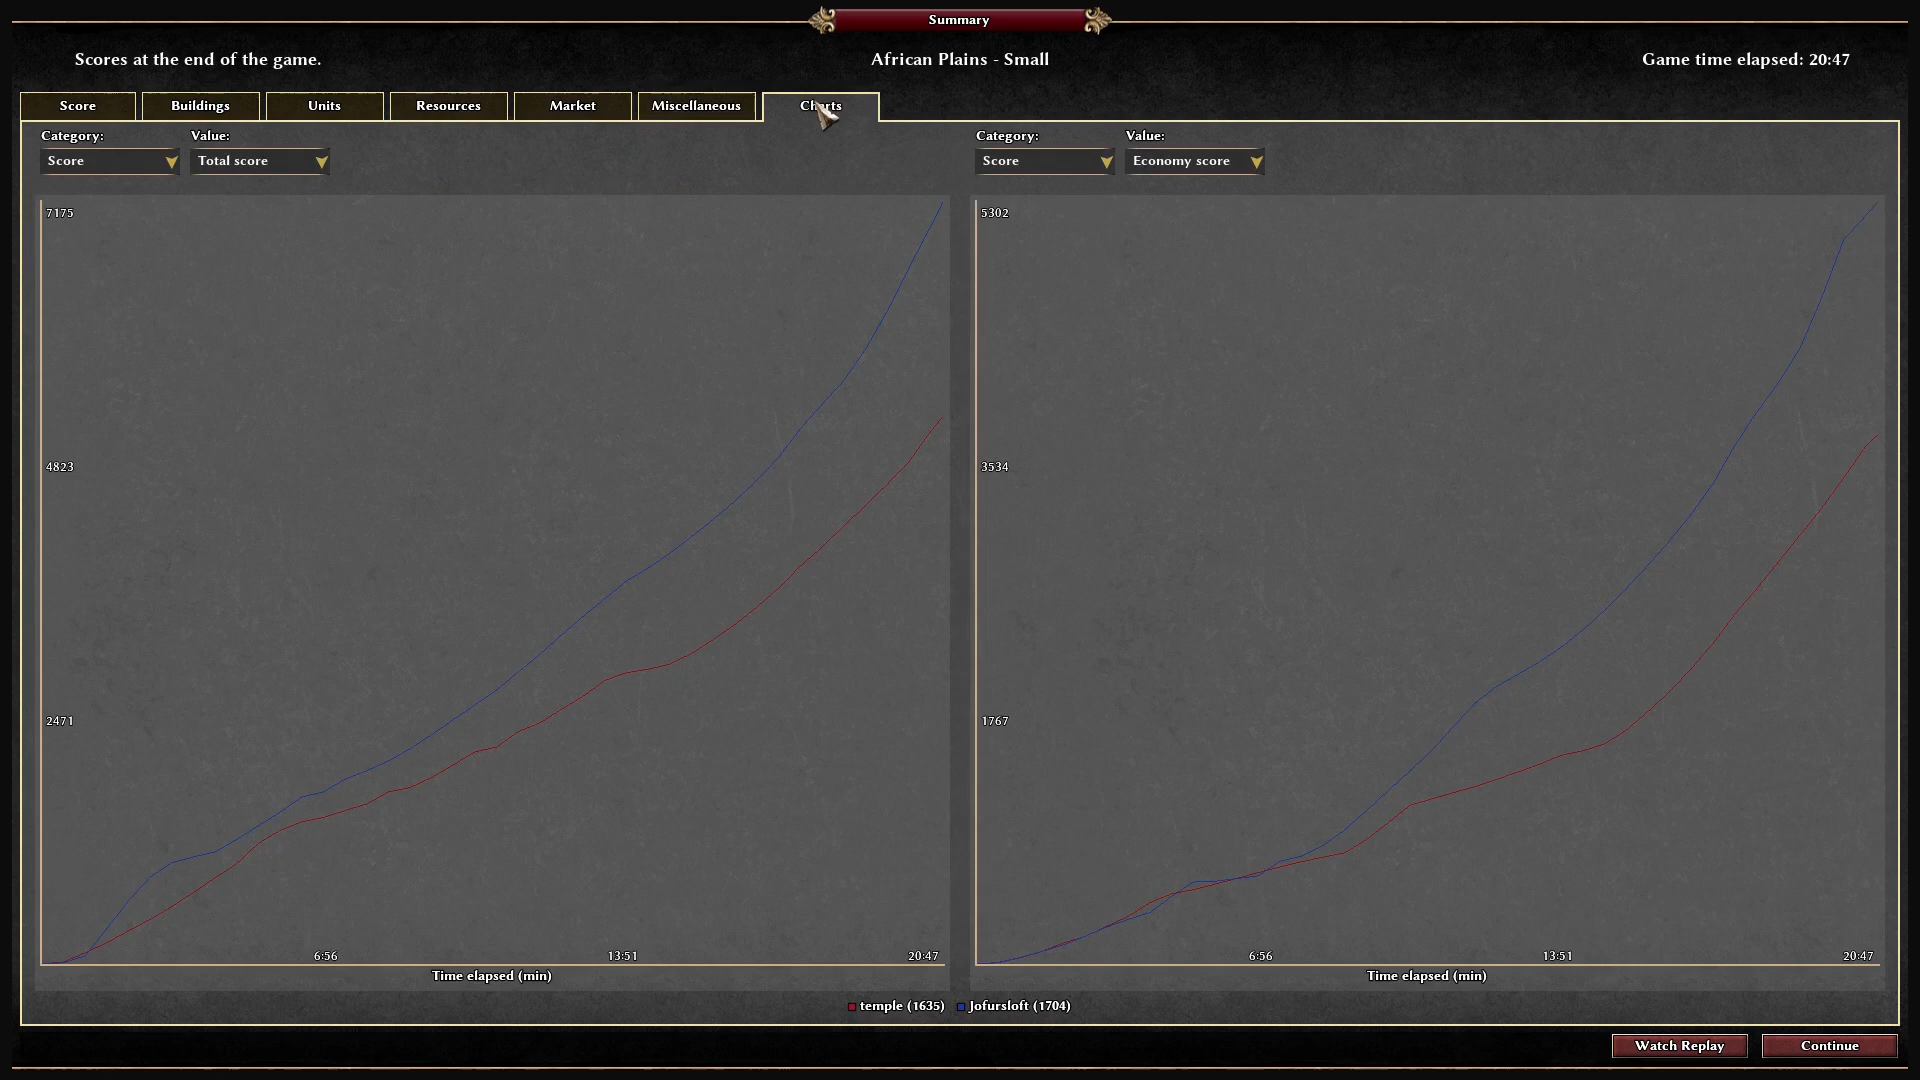 Summary
Scores at the end of the game.
African Plains - Small
Game time elapsed: 20:47
Score
Buildings
Units
Resources
Market
Miscellaneous
Charts
Category:
Value:
Score
Total score
7175
4823
2471
6:56
13:51
20:47
Time elapsed (min)
Category:
Value:
Score
Economy score
5302
3534
1767
6:56
13:51
20:47
Time elapsed (min)
temple (1635)
Jofursloft (1704)
Watch Replay
Continue